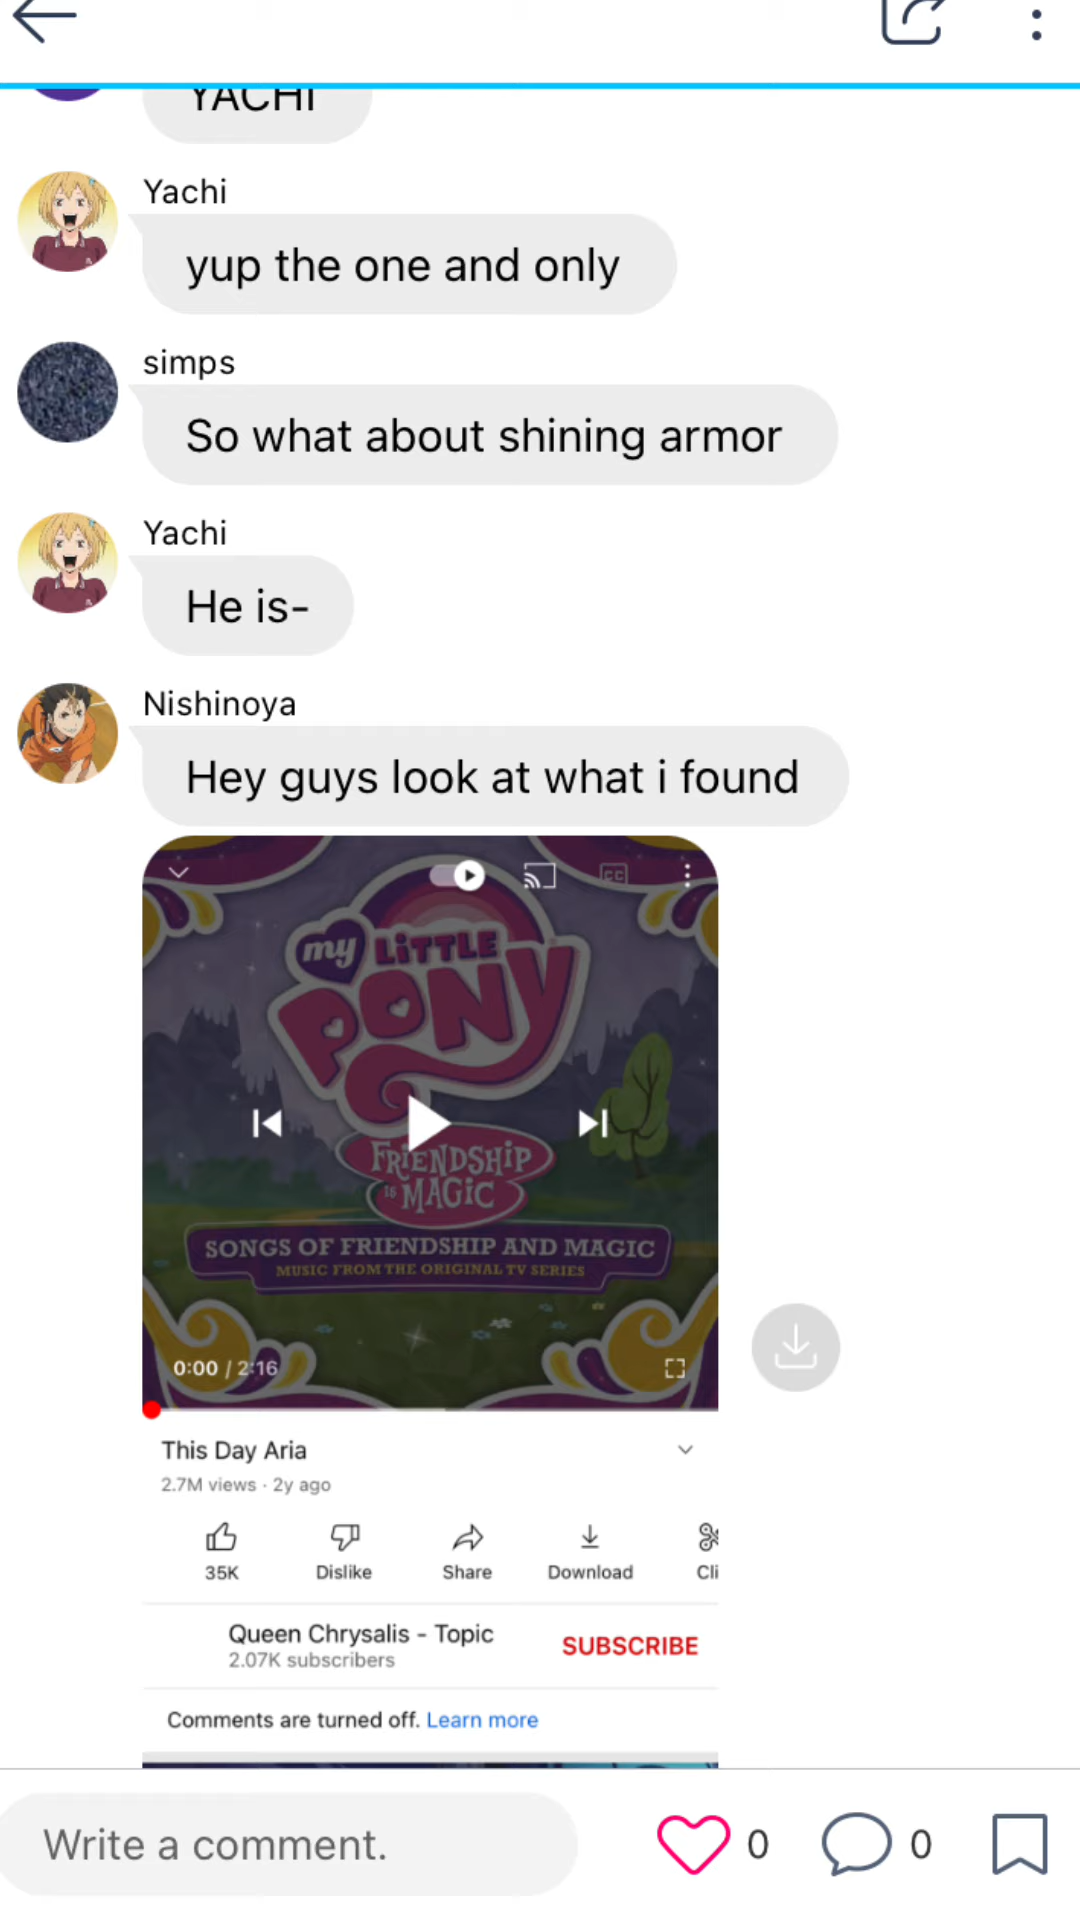 YACHI
Yachi
yup the one and only
simps
So what about shining armor
Yachi
He is-
Nishinoya
Hey guys look at what i found
CC
my LiTTLE
PONY
FRiENDSHiP
is MAGiC
SONGS OF FRIENDSHIP AND MAGIC
MUSIC FROM THE ORIGINAL TV SERIES
0:00 / 2:16
This Day Aria
2.7M views · 2y ago
35K Dislike Share Download Cli
Queen Chrysalis - Topic
SUBSCRIBE
2.07K subscribers
Comments are turned off. Learn more
Write a comment. 0 0